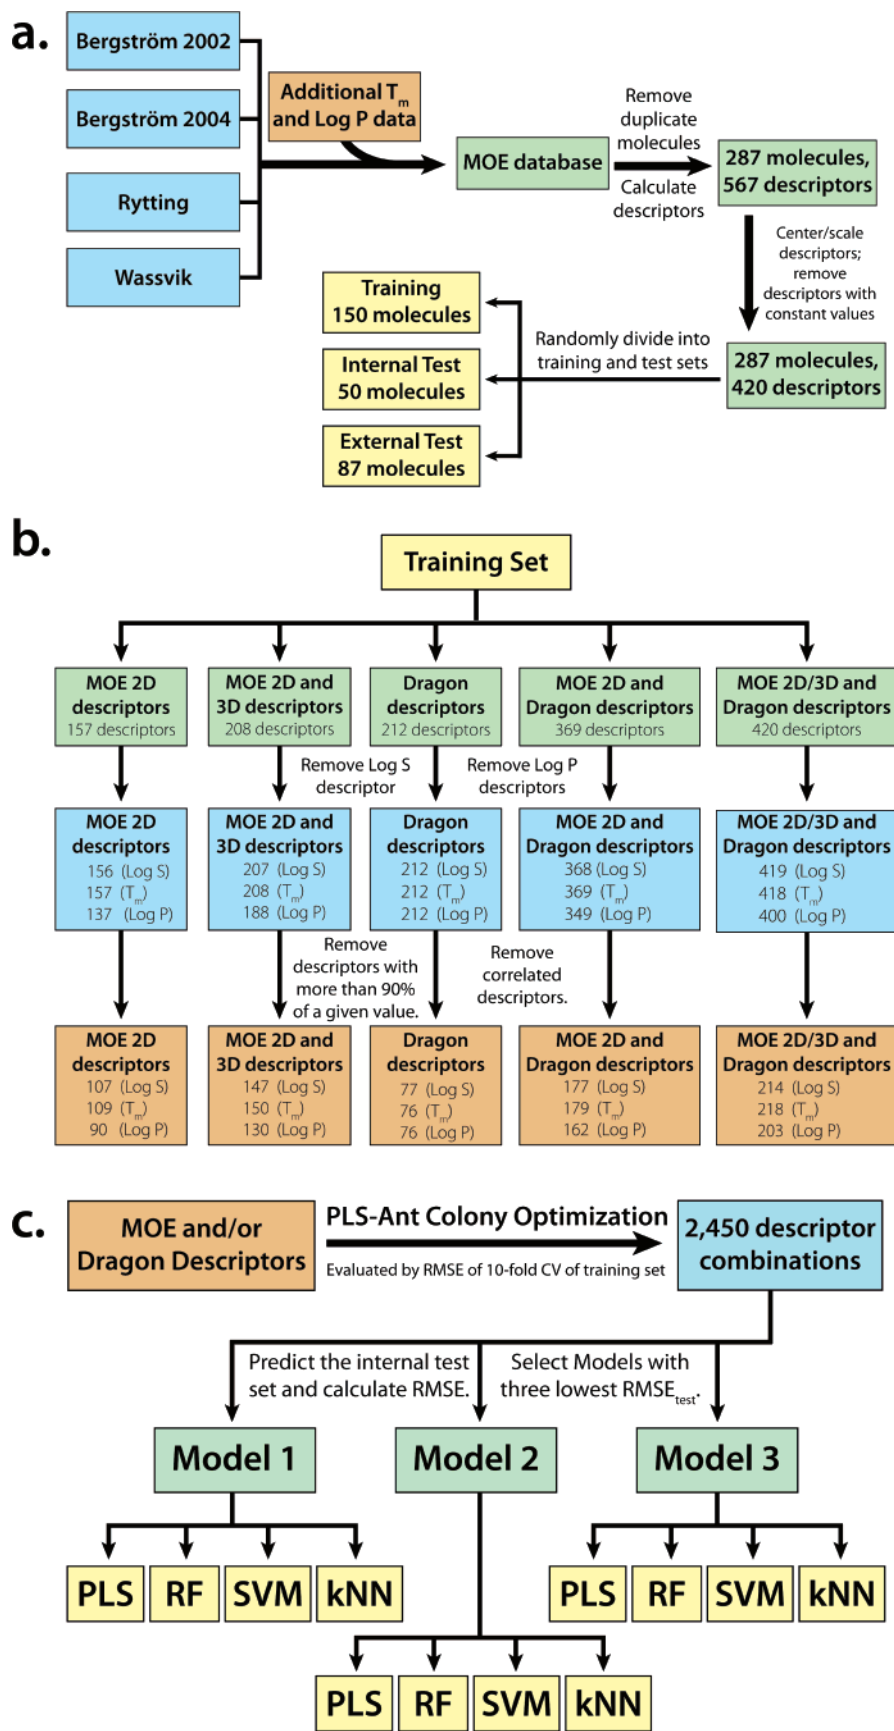 a.
Bergström 2002
Bergström 2004
Rytting
Wassvik
Additional Tm
and Log P data
MOE database
Remove
duplicate
molecules
Calculate
descriptors
287 molecules,
567 descriptors
Center/scale
descriptors;
remove
descriptors with
constant values
287 molecules,
420 descriptors
Randomly divide into
training and test sets
Training
150 molecules
Internal Test
50 molecules
External Test
87 molecules
b.
Training Set
MOE 2D
descriptors
157 descriptors
MOE 2D and
3D descriptors
208 descriptors
Dragon
descriptors
212 descriptors
MOE 2D and
Dragon descriptors
369 descriptors
MOE 2D/3D and
Dragon descriptors
420 descriptors
Remove Log S
descriptor
Remove Log P
descriptors
MOE 2D
descriptors
156 (Log S)
157 (Tm)
137 (Log P)
MOE 2D and
3D descriptors
207 (Log S)
208 (Tm)
188 (Log P)
Dragon
descriptors
212 (Log S)
212 (Tm)
212 (Log P)
MOE 2D and
Dragon descriptors
368 (Log S)
369 (Tm)
349 (Log P)
MOE 2D/3D and
Dragon descriptors
419 (Log S)
418 (Tm)
400 (Log P)
Remove
descriptors with
more than 90%
of a given value.
Remove
correlated
descriptors.
MOE 2D
descriptors
107 (Log S)
109 (Tm)
90 (Log P)
MOE 2D and
3D descriptors
147 (Log S)
150 (Tm)
130 (Log P)
Dragon
descriptors
77 (Log S)
76 (Tm)
76 (Log P)
MOE 2D and
Dragon descriptors
177 (Log S)
179 (Tm)
162 (Log P)
MOE 2D/3D and
Dragon descriptors
214 (Log S)
218 (Tm)
203 (Log P)
c.
MOE and/or
Dragon Descriptors
PLS-Ant Colony Optimization
Evaluated by RMSE of 10-fold CV of training set
2,450 descriptor
combinations
Predict the internal test
set and calculate RMSE.
Select Models with
three lowest RMSEtest.
Model 1
Model 2
Model 3
PLS
RF
SVM
kNN
PLS
RF
SVM
kNN
PLS
RF
SVM
kNN